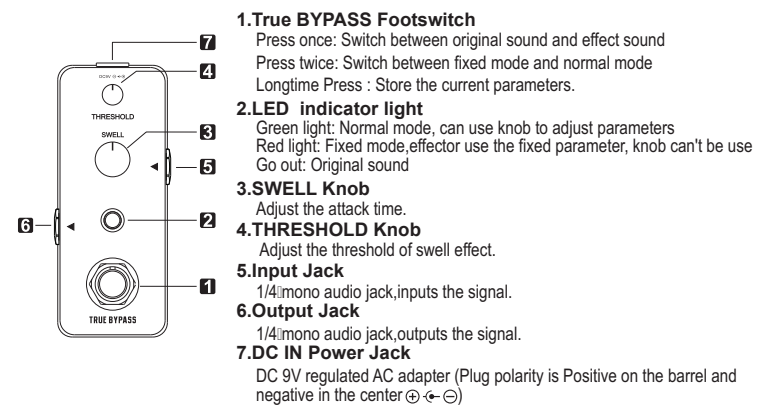 7
4
3
5
6
2
1
DC9V ⊕-●-⊖
THRESHOLD
SWELL
TRUE BYPASS
1.True BYPASS Footswitch
Press once: Switch between original sound and effect sound
Press twice: Switch between fixed mode and normal mode
Longtime Press : Store the current parameters.
2.LED indicator light
Green light: Normal mode, can use knob to adjust parameters
Red light: Fixed mode,effector use the fixed parameter, knob can't be use
Go out: Original sound
3.SWELL Knob
Adjust the attack time.
4.THRESHOLD Knob
Adjust the threshold of swell effect.
5.Input Jack
1/4▯mono audio jack,inputs the signal.
6.Output Jack
1/4▯mono audio jack,outputs the signal.
7.DC IN Power Jack
DC 9V regulated AC adapter (Plug polarity is Positive on the barrel and
negative in the center ⊕-●-⊖)